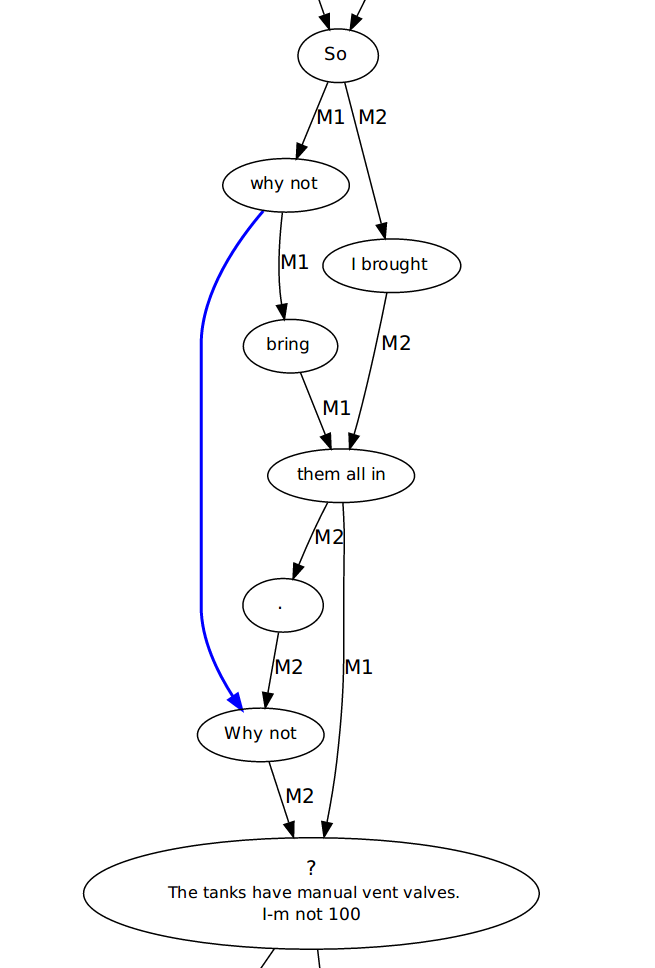 So
M1
M2
why not
M1
I brought
bring
M2
M1
them all in
M2
.
M2
M1
Why not
M2
?
The tanks have manual vent valves.
I-m not 100